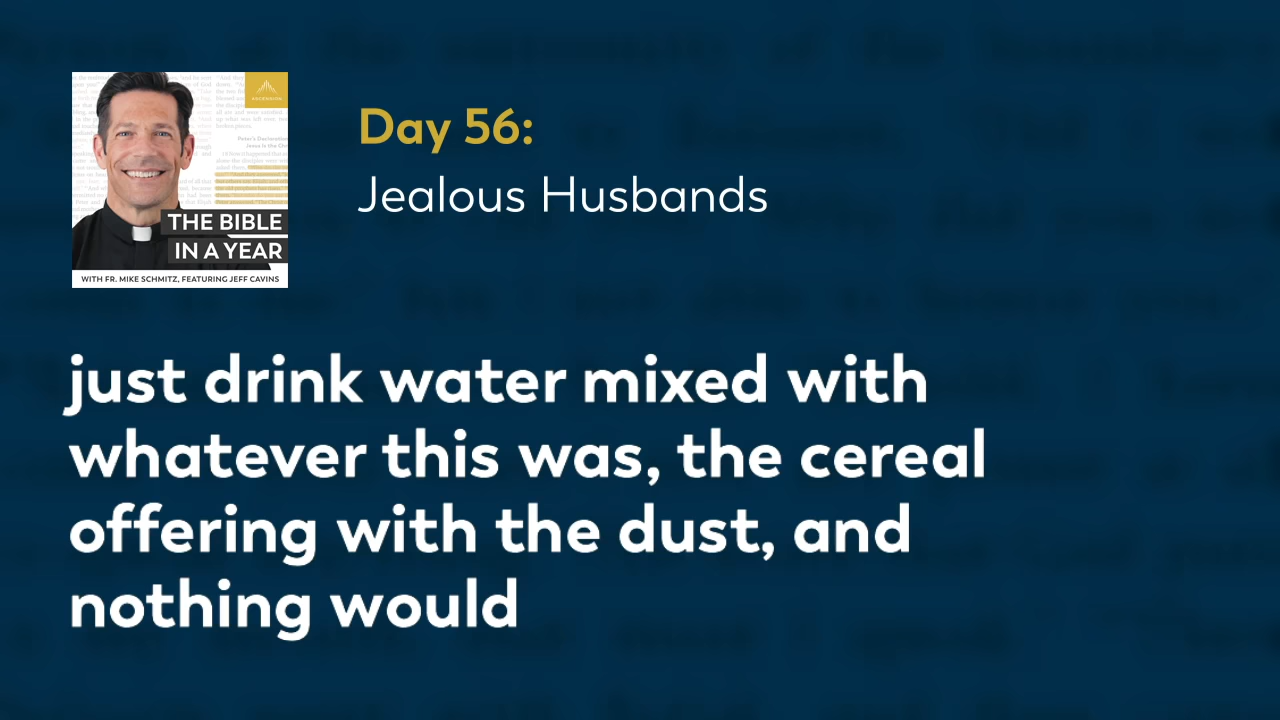 Day 56:
Jealous Husbands
ASCENSION
THE BIBLE
IN A YEAR
WITH FR. MIKE SCHMITZ, FEATURING JEFF CAVINS
just drink water mixed with
whatever this was, the cereal
offering with the dust, and
nothing would